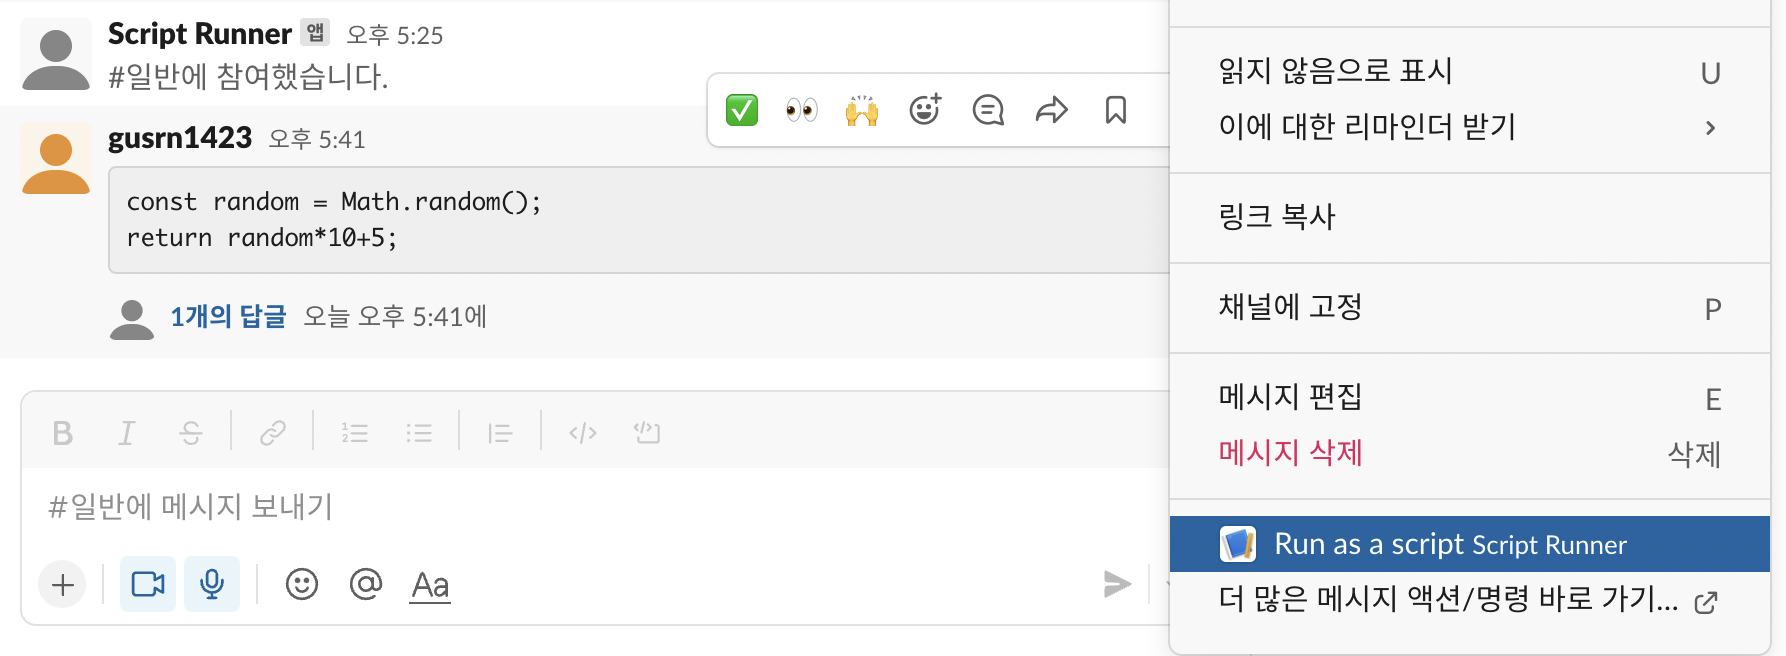 Script Runner 앱 오후 5:25
#일반에 참여했습니다.
gusrn1423 오후 5:41
const random = Math.random();
return random*10+5;
1개의 답글 오늘 오후 5:41에
B I S
#일반에 메시지 보내기
@ Aa
읽지 않음으로 표시 U
이에 대한 리마인더 받기
링크 복사
채널에 고정 P
메시지 편집 E
메시지 삭제 삭제
Run as a script Script Runner
더 많은 메시지 액션/명령 바로 가기...